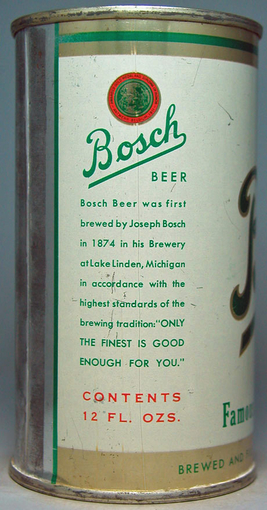 Bosch
BEER
Bosch Beer was first
brewed by Joseph Bosch
in 1874 in his Brewery
at Lake Linden, Michigan
in accordance with the
highest standards of the
brewing tradition: "ONLY
THE FINEST IS GOOD
ENOUGH FOR YOU."
CONTENTS
12 FL. OZS.
BREWED AND